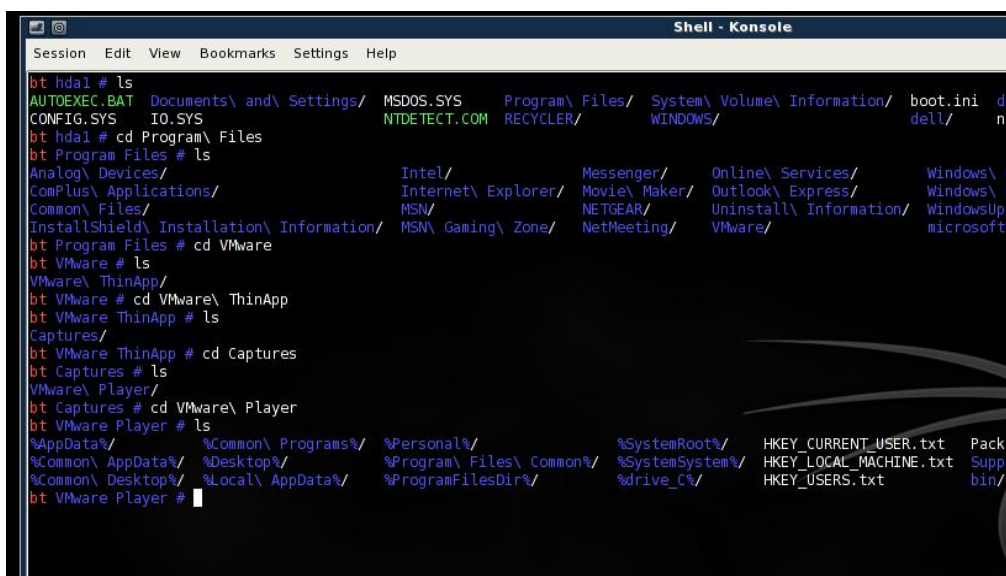 Shell - Konsole
Session Edit View Bookmarks Settings Help
bt hda1 # ls
AUTOEXEC.BAT Documents\ and\ Settings/ MSDOS.SYS Program\ Files/ System\ Volume\ Information/ boot.ini d
CONFIG.SYS IO.SYS NTDETECT.COM RECYCLER/ WINDOWS/ dell/ n
bt hda1 # cd Program\ Files
bt Program Files # ls
Analog\ Devices/ Intel/ Messenger/ Online\ Services/ Windows\
ComPlus\ Applications/ Internet\ Explorer/ Movie\ Maker/ Outlook\ Express/ Windows\
Common\ Files/ MSN/ NETGEAR/ Uninstall\ Information/ WindowsUp
InstallShield\ Installation\ Information/ MSN\ Gaming\ Zone/ NetMeeting/ VMware/ microsoft
bt Program Files # cd VMware
bt VMware # ls
VMware\ ThinApp/
bt VMware # cd VMware\ ThinApp
bt VMware ThinApp # ls
Captures/
bt VMware ThinApp # cd Captures
bt Captures # ls
VMware\ Player/
bt Captures # cd VMware\ Player
bt VMware Player # ls
%AppData%/ %Common\ Programs%/ %Personal%/ %SystemRoot%/ HKEY_CURRENT_USER.txt Pack
%Common\ AppData%/ %Desktop%/ %Program\ Files\ Common%/ %SystemSystem%/ HKEY_LOCAL_MACHINE.txt Supp
%Common\ Desktop%/ %Local\ AppData%/ %ProgramFilesDir%/ %drive_C%/ HKEY_USERS.txt bin/
bt VMware Player #